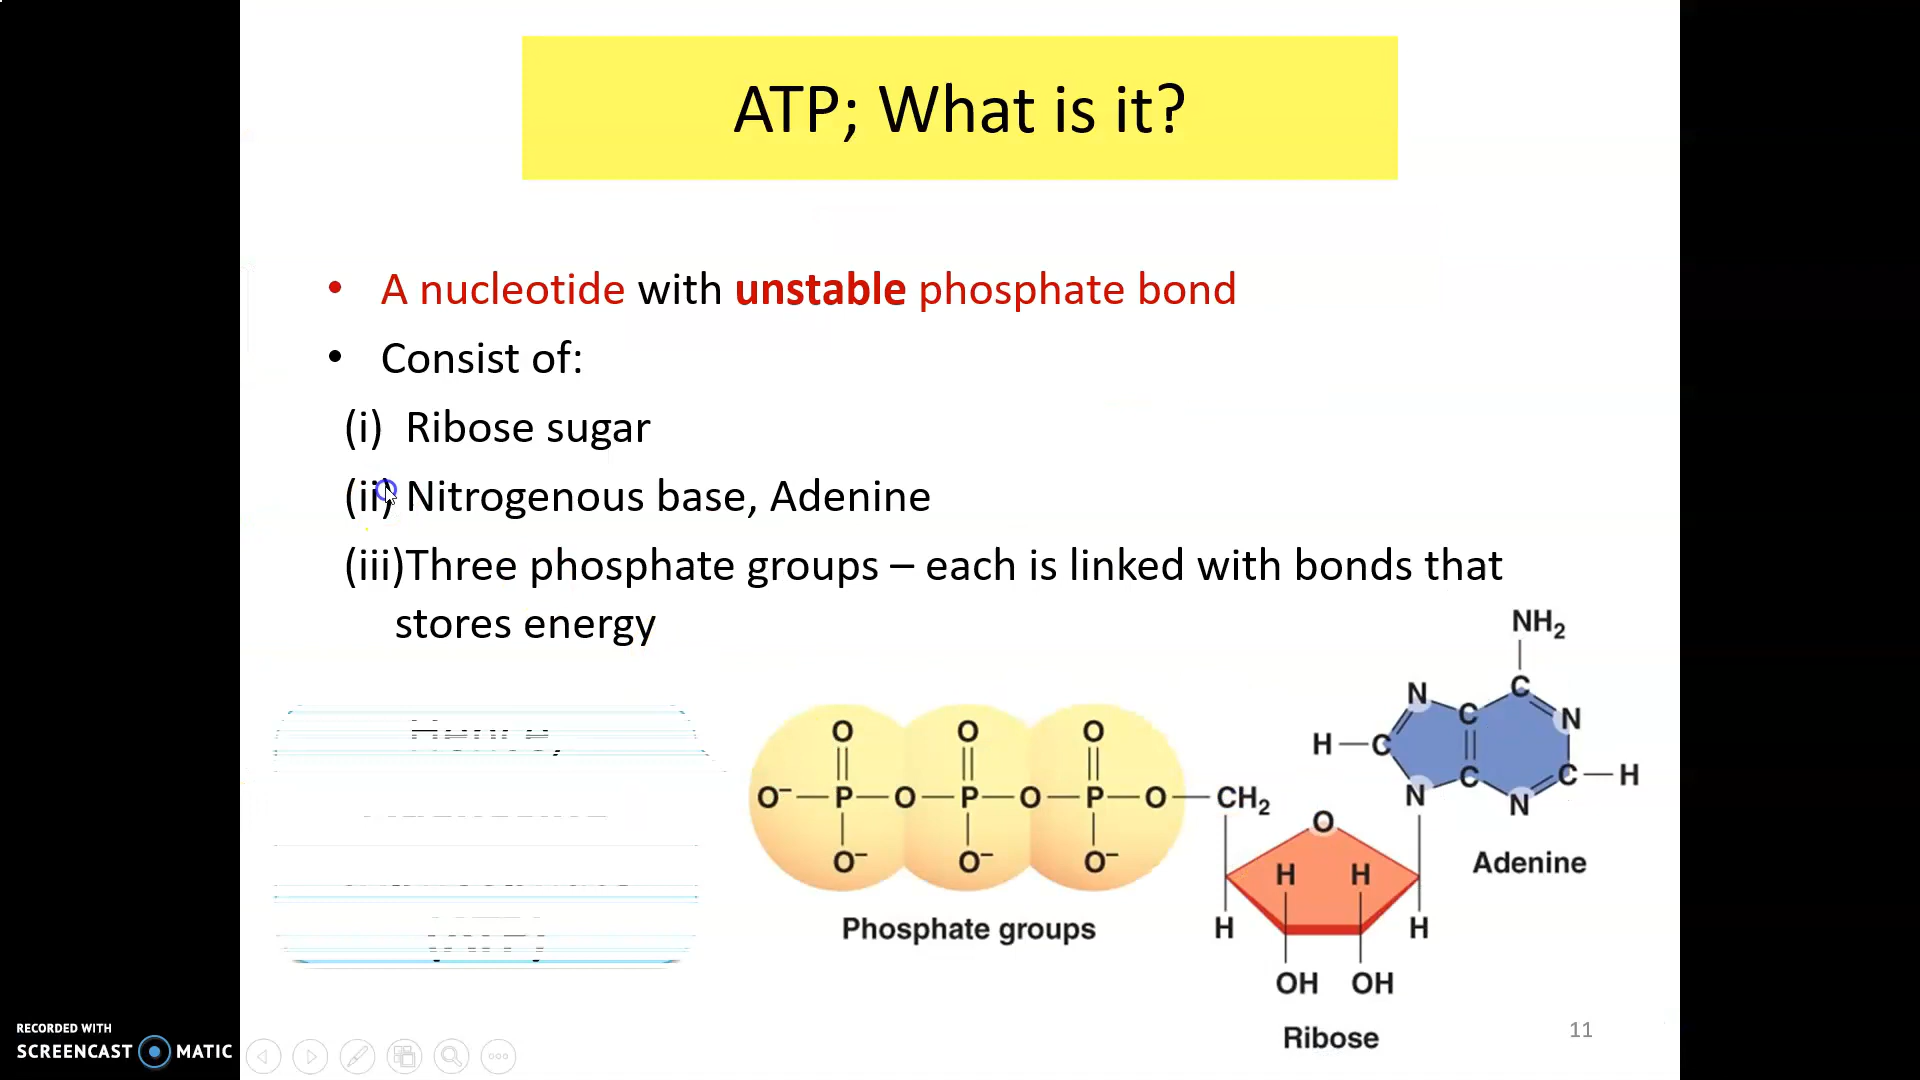 ATP; What is it?
• A nucleotide with unstable phosphate bond
• Consist of:
(i) Ribose sugar
(ii) Nitrogenous base, Adenine
(iii)Three phosphate groups – each is linked with bonds that
stores energy
NH₂
N C C N
H C C C H
N N
O O O
O⁻ P O P O P O CH₂
O⁻ O⁻ O⁻
O
H H
H H
OH OH
Adenine
Phosphate groups
Ribose
11
RECORDED WITH
SCREENCAST MATIC